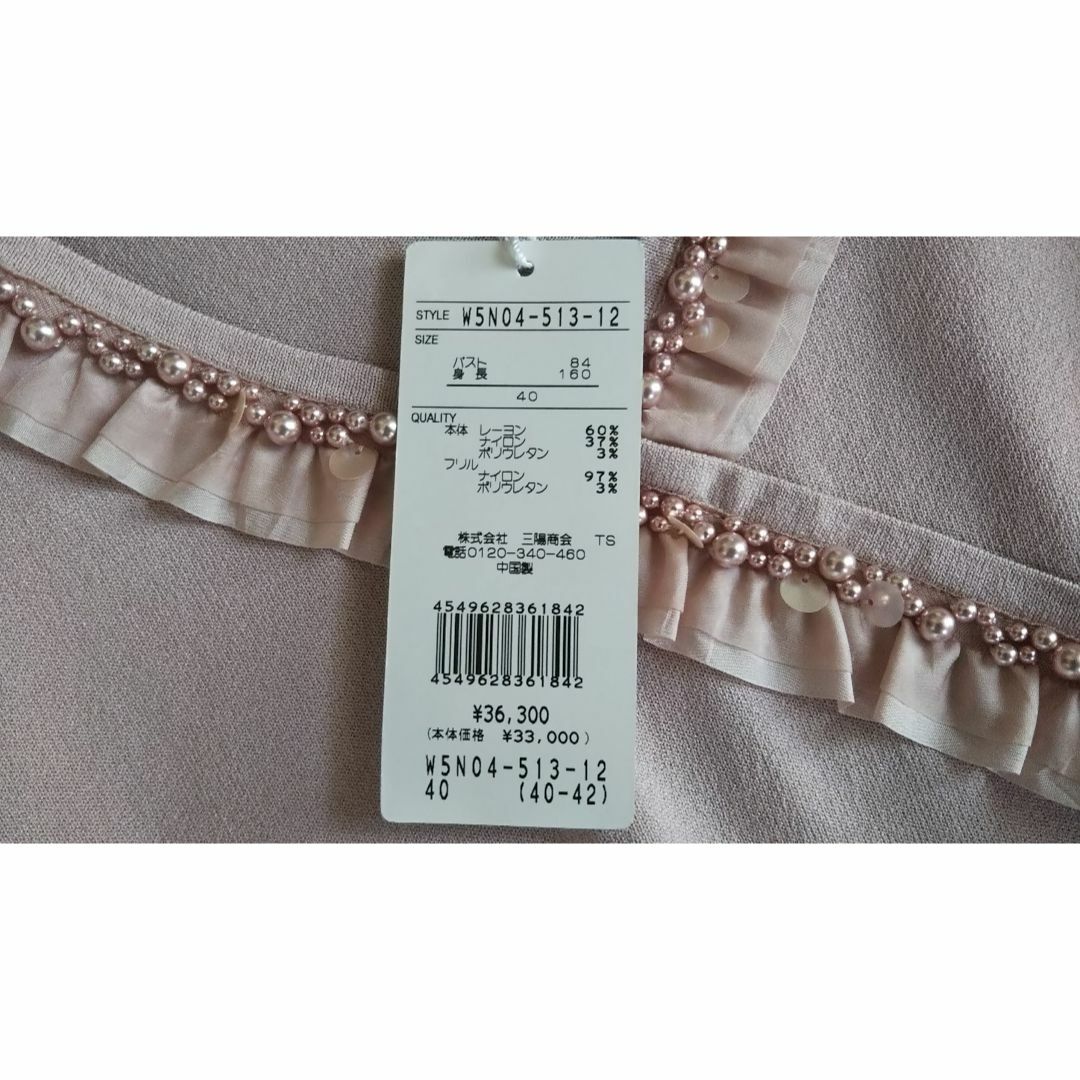 STYLE W5N04-513-12
SIZE
バスト 84
身長 160
40
QUALITY
本体 レーヨン 60%
ナイロン 37%
ポリウレタン 3%
フリル
ナイロン 97%
ポリウレタン 3%
株式会社 三陽商会 TS
電話0120-340-460
中国製
4549628361842
4549628361842
¥36,300
(本体価格 ¥33,000)
W5N04-513-12
40 (40-42)